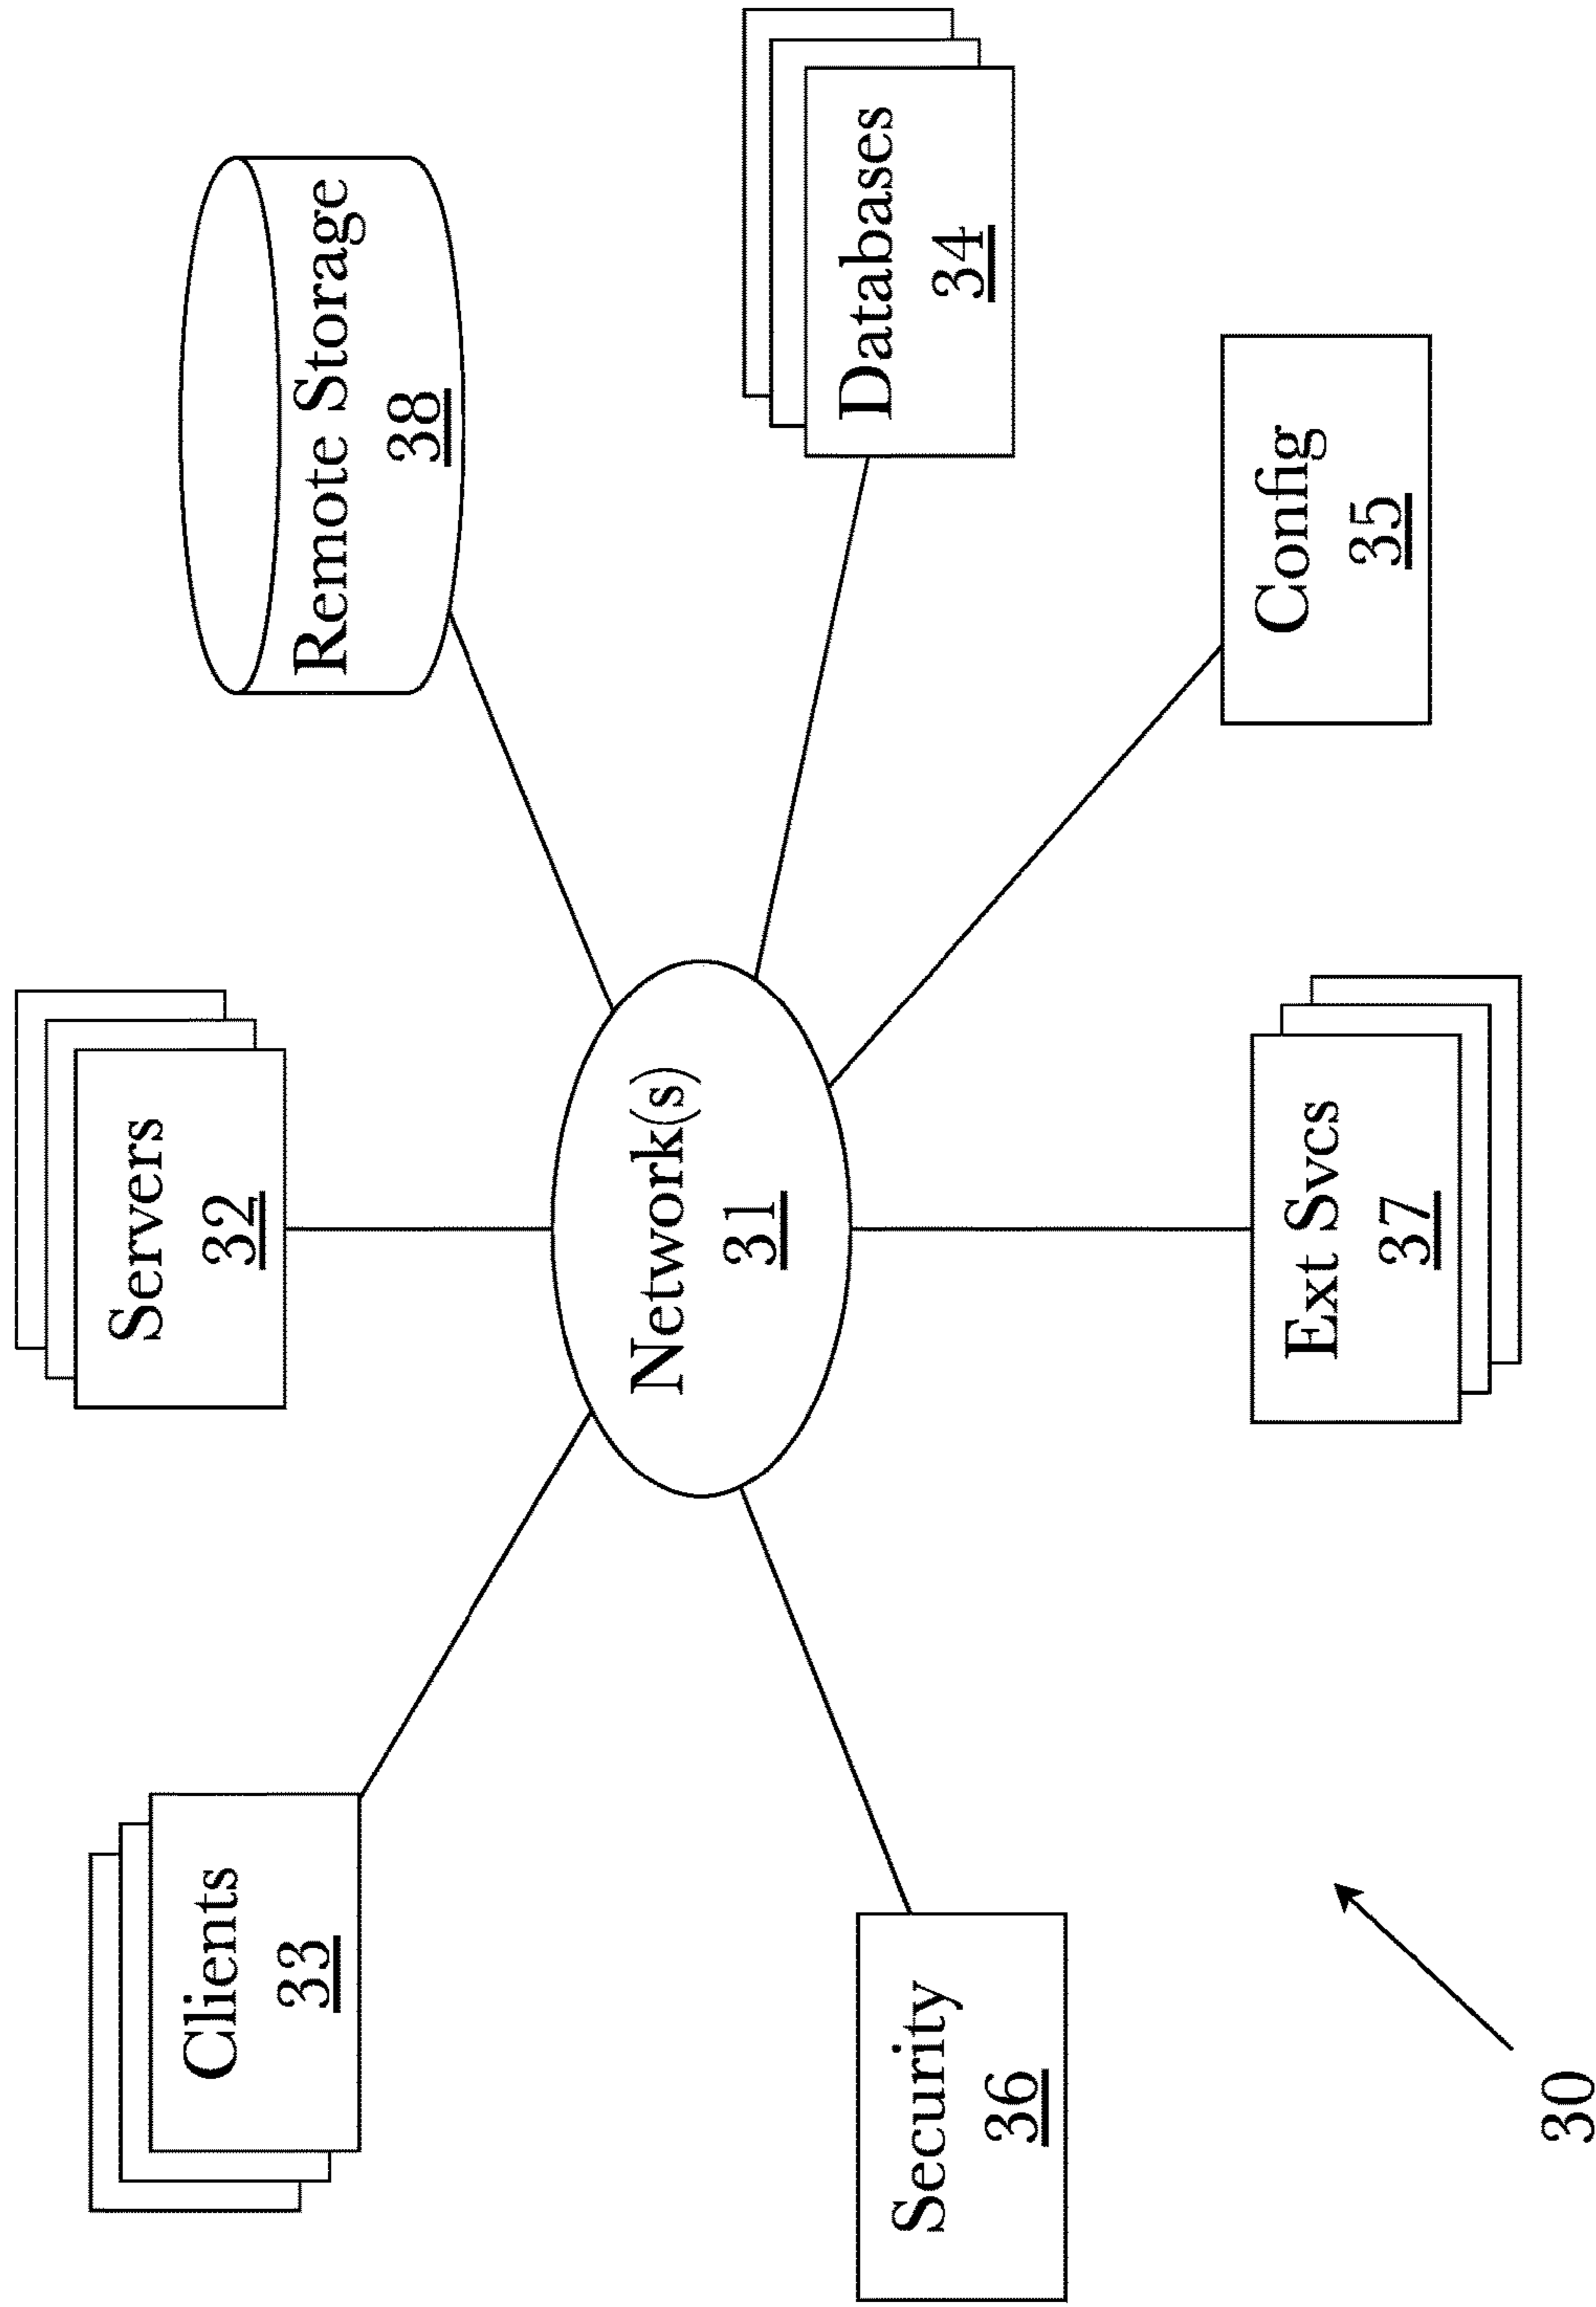 Servers
32
Clients
33
Remote Storage
38
Network(s)
31
Databases
34
Security
36
Ext Svcs
37
Config
35
30